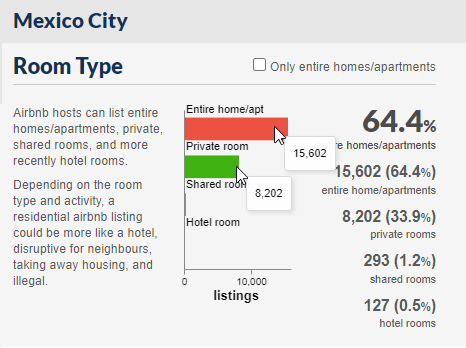 Mexico City
Room Type
Only entire homes/apartments
Airbnb hosts can list entire
homes/apartments, private,
shared rooms, and more
recently hotel rooms.
Depending on the room
type and activity, a
residential airbnb listing
could be more like a hotel,
disruptive for neighbours,
taking away housing, and
illegal.
Entire home/apt
15,602
Private room
8,202
Shared room
Hotel room
0
10,000
listings
64.4%
homes/apartments
15,602 (64.4%)
entire home/apartments
8,202 (33.9%)
private rooms
293 (1.2%)
shared rooms
127 (0.5%)
hotel rooms